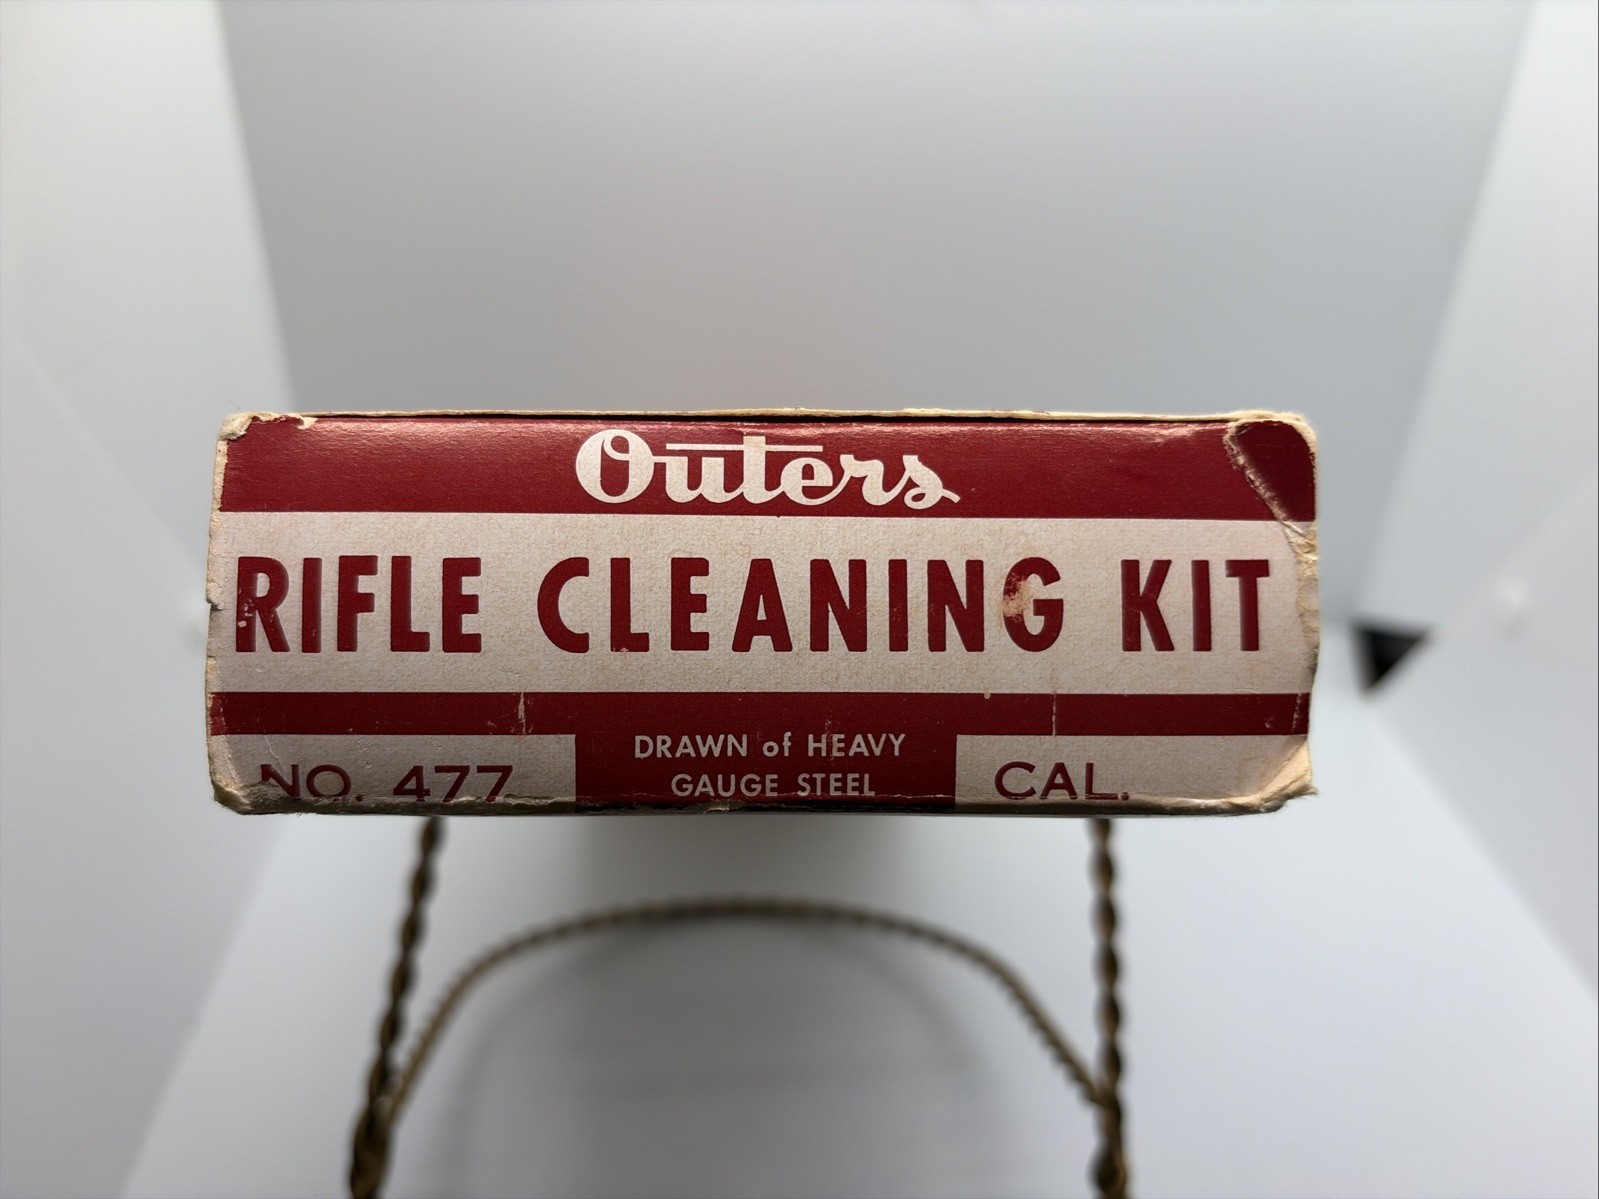 Outers
RIFLE CLEANING KIT
DRAWN of HEAVY
GAUGE STEEL
NO. 477
CAL.